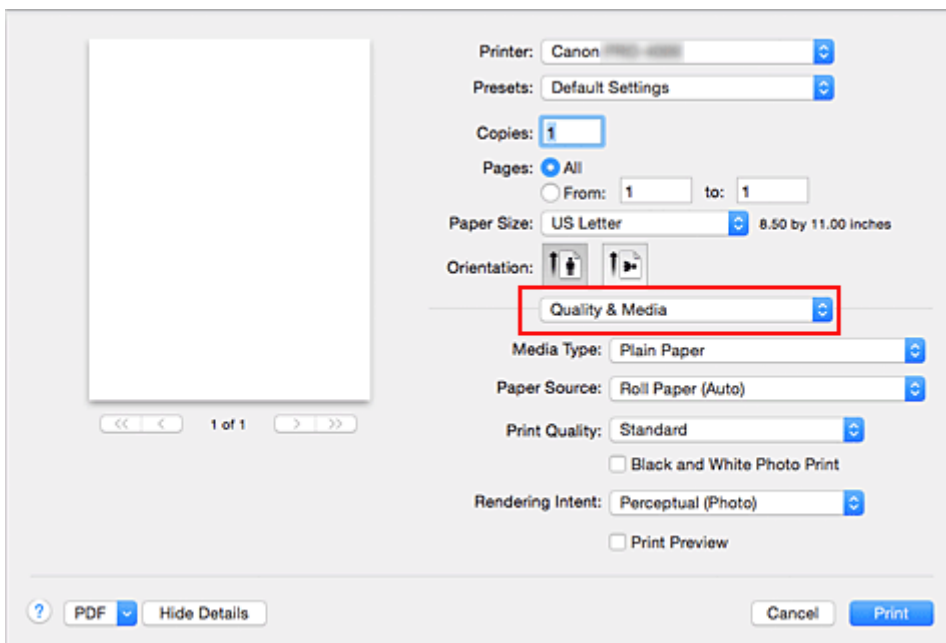 Printer: Canon
Presets: Default Settings
Copies: 1
Pages: All
From: 1 to: 1
Paper Size: US Letter 8.50 by 11.00 inches
Orientation:
Quality & Media
Media Type: Plain Paper
Paper Source: Roll Paper (Auto)
<< < 1 of 1 > >>
Print Quality: Standard
Black and White Photo Print
Rendering Intent: Perceptual (Photo)
Print Preview
? PDF Hide Details Cancel Print